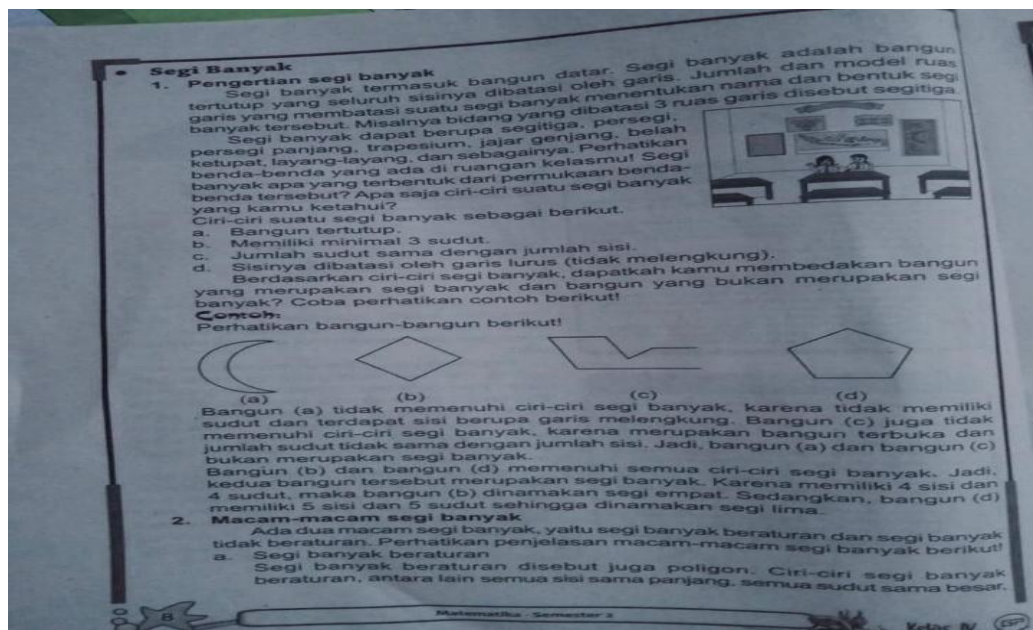 • Segi Banyak
1. Pengertian segi banyak
Segi banyak termasuk bangun datar. Segi banyak adalah bangun
tertutup yang seluruh sisinya dibatasi oleh garis. Jumlah dan model ruas
garis yang membatasi suatu segi banyak menentukan nama dan bentuk segi
banyak tersebut. Misalnya bidang yang dibatasi 3 ruas garis disebut segitiga.
Segi banyak dapat berupa segitiga, persegi,
persegi panjang, trapesium, jajar genjang, belah
ketupat, layang-layang, dan sebagainya. Perhatikan
benda-benda yang ada di ruangan kelasmu! Segi
banyak apa yang terbentuk dari permukaan benda-
benda tersebut? Apa saja ciri-ciri suatu segi banyak
yang kamu ketahui?
Ciri-ciri suatu segi banyak sebagai berikut.
a. Bangun tertutup.
b. Memiliki minimal 3 sudut.
c. Jumlah sudut sama dengan jumlah sisi.
d. Sisinya dibatasi oleh garis lurus (tidak melengkung).
Berdasarkan ciri-ciri segi banyak, dapatkah kamu membedakan bangun
yang merupakan segi banyak dan bangun yang bukan merupakan segi
banyak? Coba perhatikan contoh berikut!
Contoh:
Perhatikan bangun-bangun berikut!
(a) (b) (c) (d)
Bangun (a) tidak memenuhi ciri-ciri segi banyak, karena tidak memiliki
sudut dan terdapat sisi berupa garis melengkung. Bangun (c) juga tidak
memenuhi ciri-ciri segi banyak, karena merupakan bangun terbuka dan
jumlah sudut tidak sama dengan jumlah sisi. Jadi, bangun (a) dan bangun (c)
bukan merupakan segi banyak.
Bangun (b) dan bangun (d) memenuhi semua ciri-ciri segi banyak. Jadi,
kedua bangun tersebut merupakan segi banyak. Karena memiliki 4 sisi dan
4 sudut, maka bangun (b) dinamakan segi empat. Sedangkan, bangun (d)
memiliki 5 sisi dan 5 sudut sehingga dinamakan segi lima.
2. Macam-macam segi banyak
Ada dua macam segi banyak, yaitu segi banyak beraturan dan segi banyak
tidak beraturan. Perhatikan penjelasan macam-macam segi banyak berikut!
a. Segi banyak beraturan
Segi banyak beraturan disebut juga poligon. Ciri-ciri segi banyak
beraturan, antara lain semua sisi sama panjang, semua sudut sama besar.
8 Matematika - Semester 2 Kelas IV